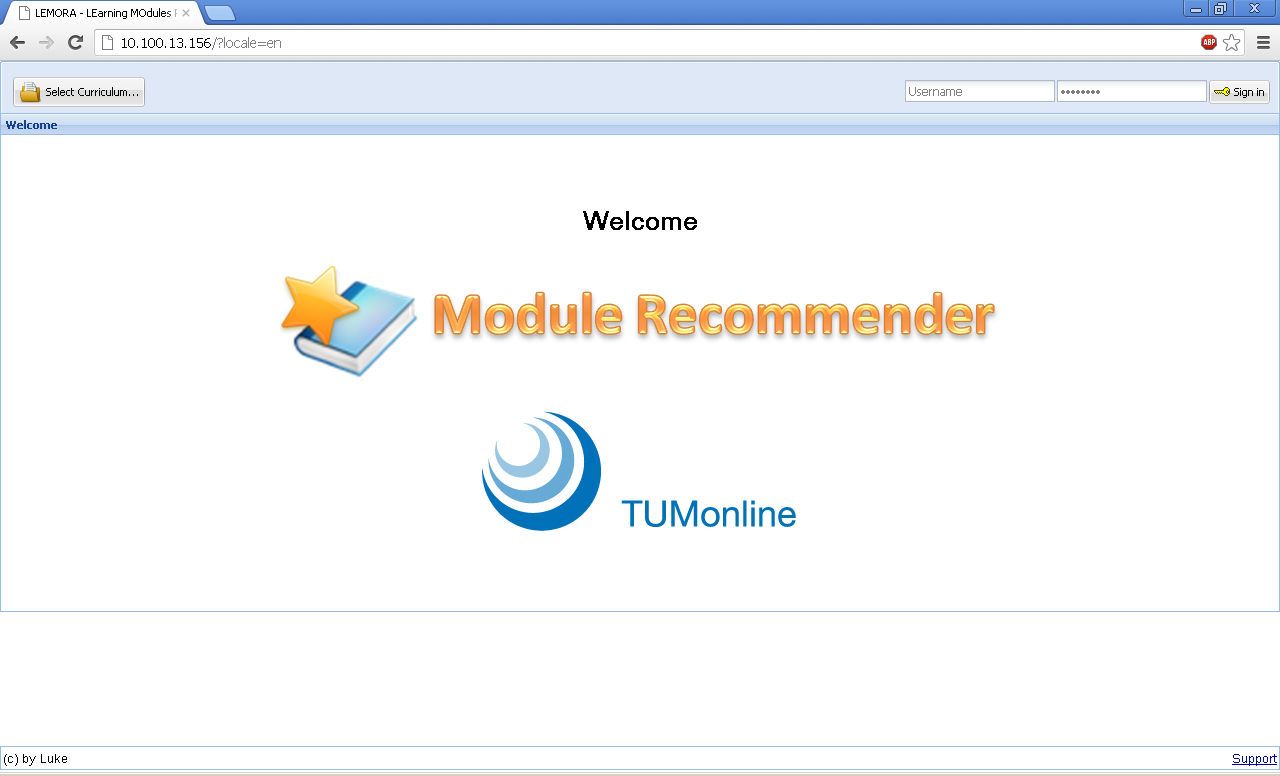 LEMORA - LEarning MOdules
10.100.13.156/?locale=en
ABP
Select Curriculum...
Username
••••••••
Sign in
Welcome
Welcome
Module Recommender
TUMonline
(c) by Luke
Support